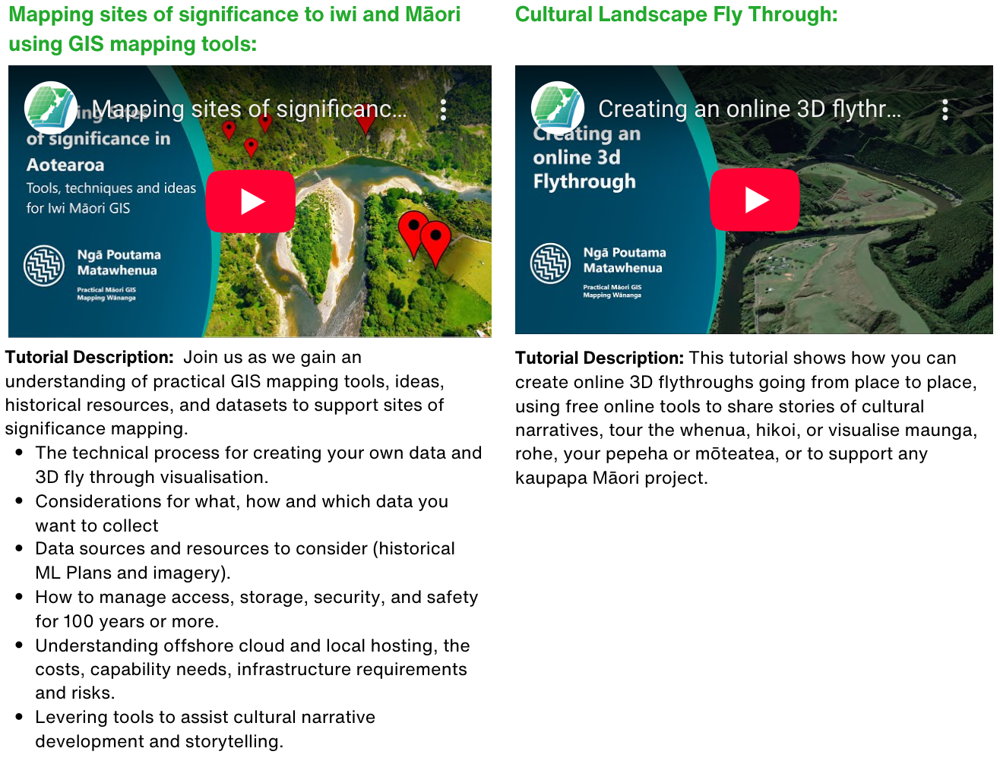 Mapping sites of significance to iwi and Māori
using GIS mapping tools:
Mapping sites of significanc...
of significance in
Aotearoa
Tools, techniques and ideas
for Iwi Māori GIS
Ngā Poutama
Matawhenua
Practical Māori GIS
Mapping Wānanga
Tutorial Description: Join us as we gain an
understanding of practical GIS mapping tools, ideas,
historical resources, and datasets to support sites of
significance mapping.
• The technical process for creating your own data and
3D fly through visualisation.
• Considerations for what, how and which data you
want to collect
• Data sources and resources to consider (historical
ML Plans and imagery).
• How to manage access, storage, security, and safety
for 100 years or more.
• Understanding offshore cloud and local hosting, the
costs, capability needs, infrastructure requirements
and risks.
• Levering tools to assist cultural narrative
development and storytelling.
Cultural Landscape Fly Through:
Creating an online 3D flythr...
Creating an
online 3d
Flythrough
Ngā Poutama
Matawhenua
Practical Māori GIS
Mapping Wānanga
Tutorial Description: This tutorial shows how you can
create online 3D flythroughs going from place to place,
using free online tools to share stories of cultural
narratives, tour the whenua, hikoi, or visualise maunga,
rohe, your pepeha or mōteatea, or to support any
kaupapa Māori project.